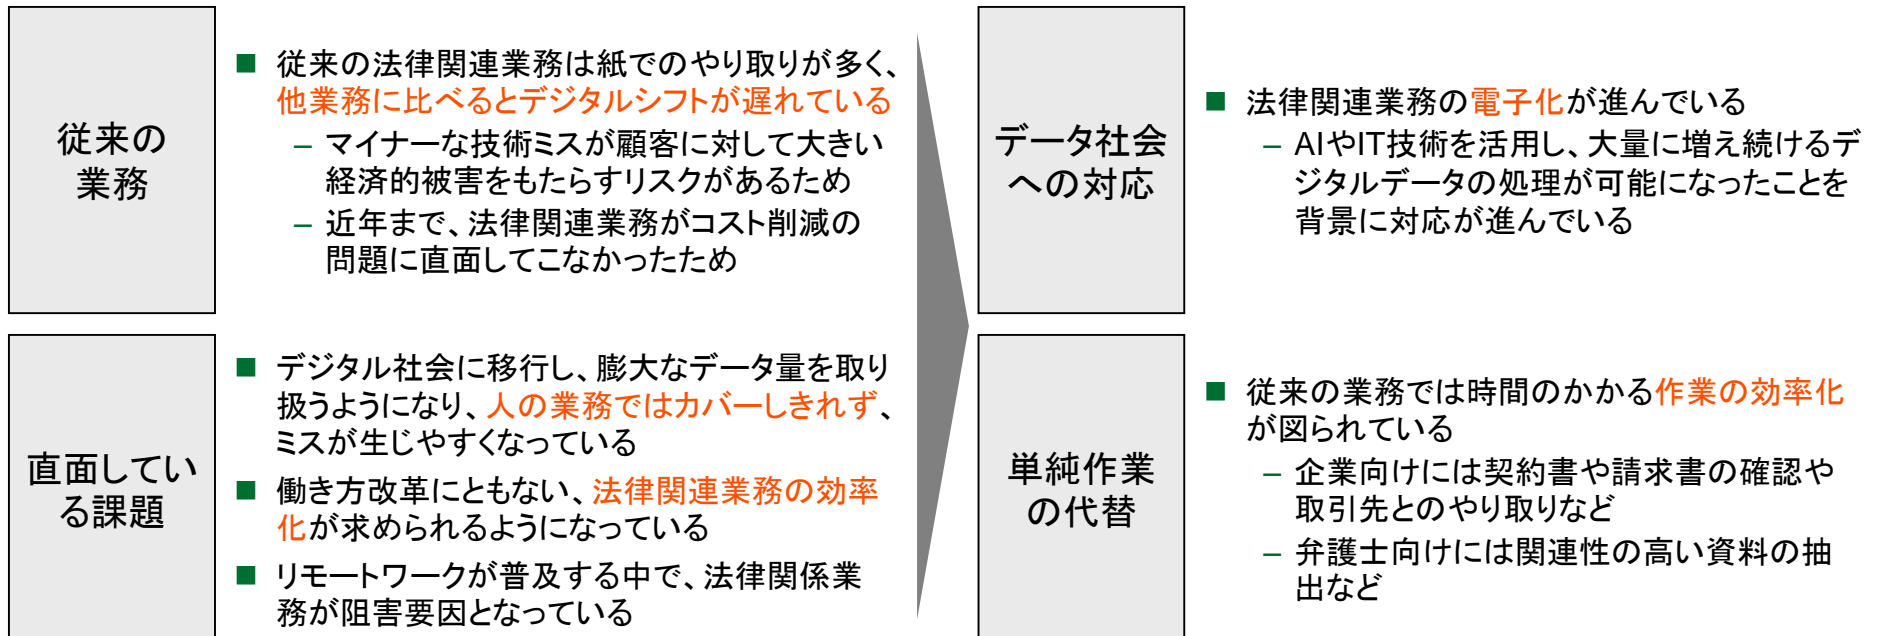 従来の
業務
■ 従来の法律関連業務は紙でのやり取りが多く、
他業務に比べるとデジタルシフトが遅れている
– マイナーな技術ミスが顧客に対して大きい
経済的被害をもたらすリスクがあるため
– 近年まで、法律関連業務がコスト削減の
問題に直面してこなかったため
直面してい
る課題
■ デジタル社会に移行し、膨大なデータ量を取り
扱うようになり、人の業務ではカバーしきれず、
ミスが生じやすくなっている
■ 働き方改革にともない、法律関連業務の効率
化が求められるようになっている
■ リモートワークが普及する中で、法律関係業
務が阻害要因となっている
データ社会
への対応
■ 法律関連業務の電子化が進んでいる
– AIやIT技術を活用し、大量に増え続けるデ
ジタルデータの処理が可能になったことを
背景に対応が進んでいる
単純作業
の代替
■ 従来の業務では時間のかかる作業の効率化
が図られている
– 企業向けには契約書や請求書の確認や
取引先とのやり取りなど
– 弁護士向けには関連性の高い資料の抽
出など